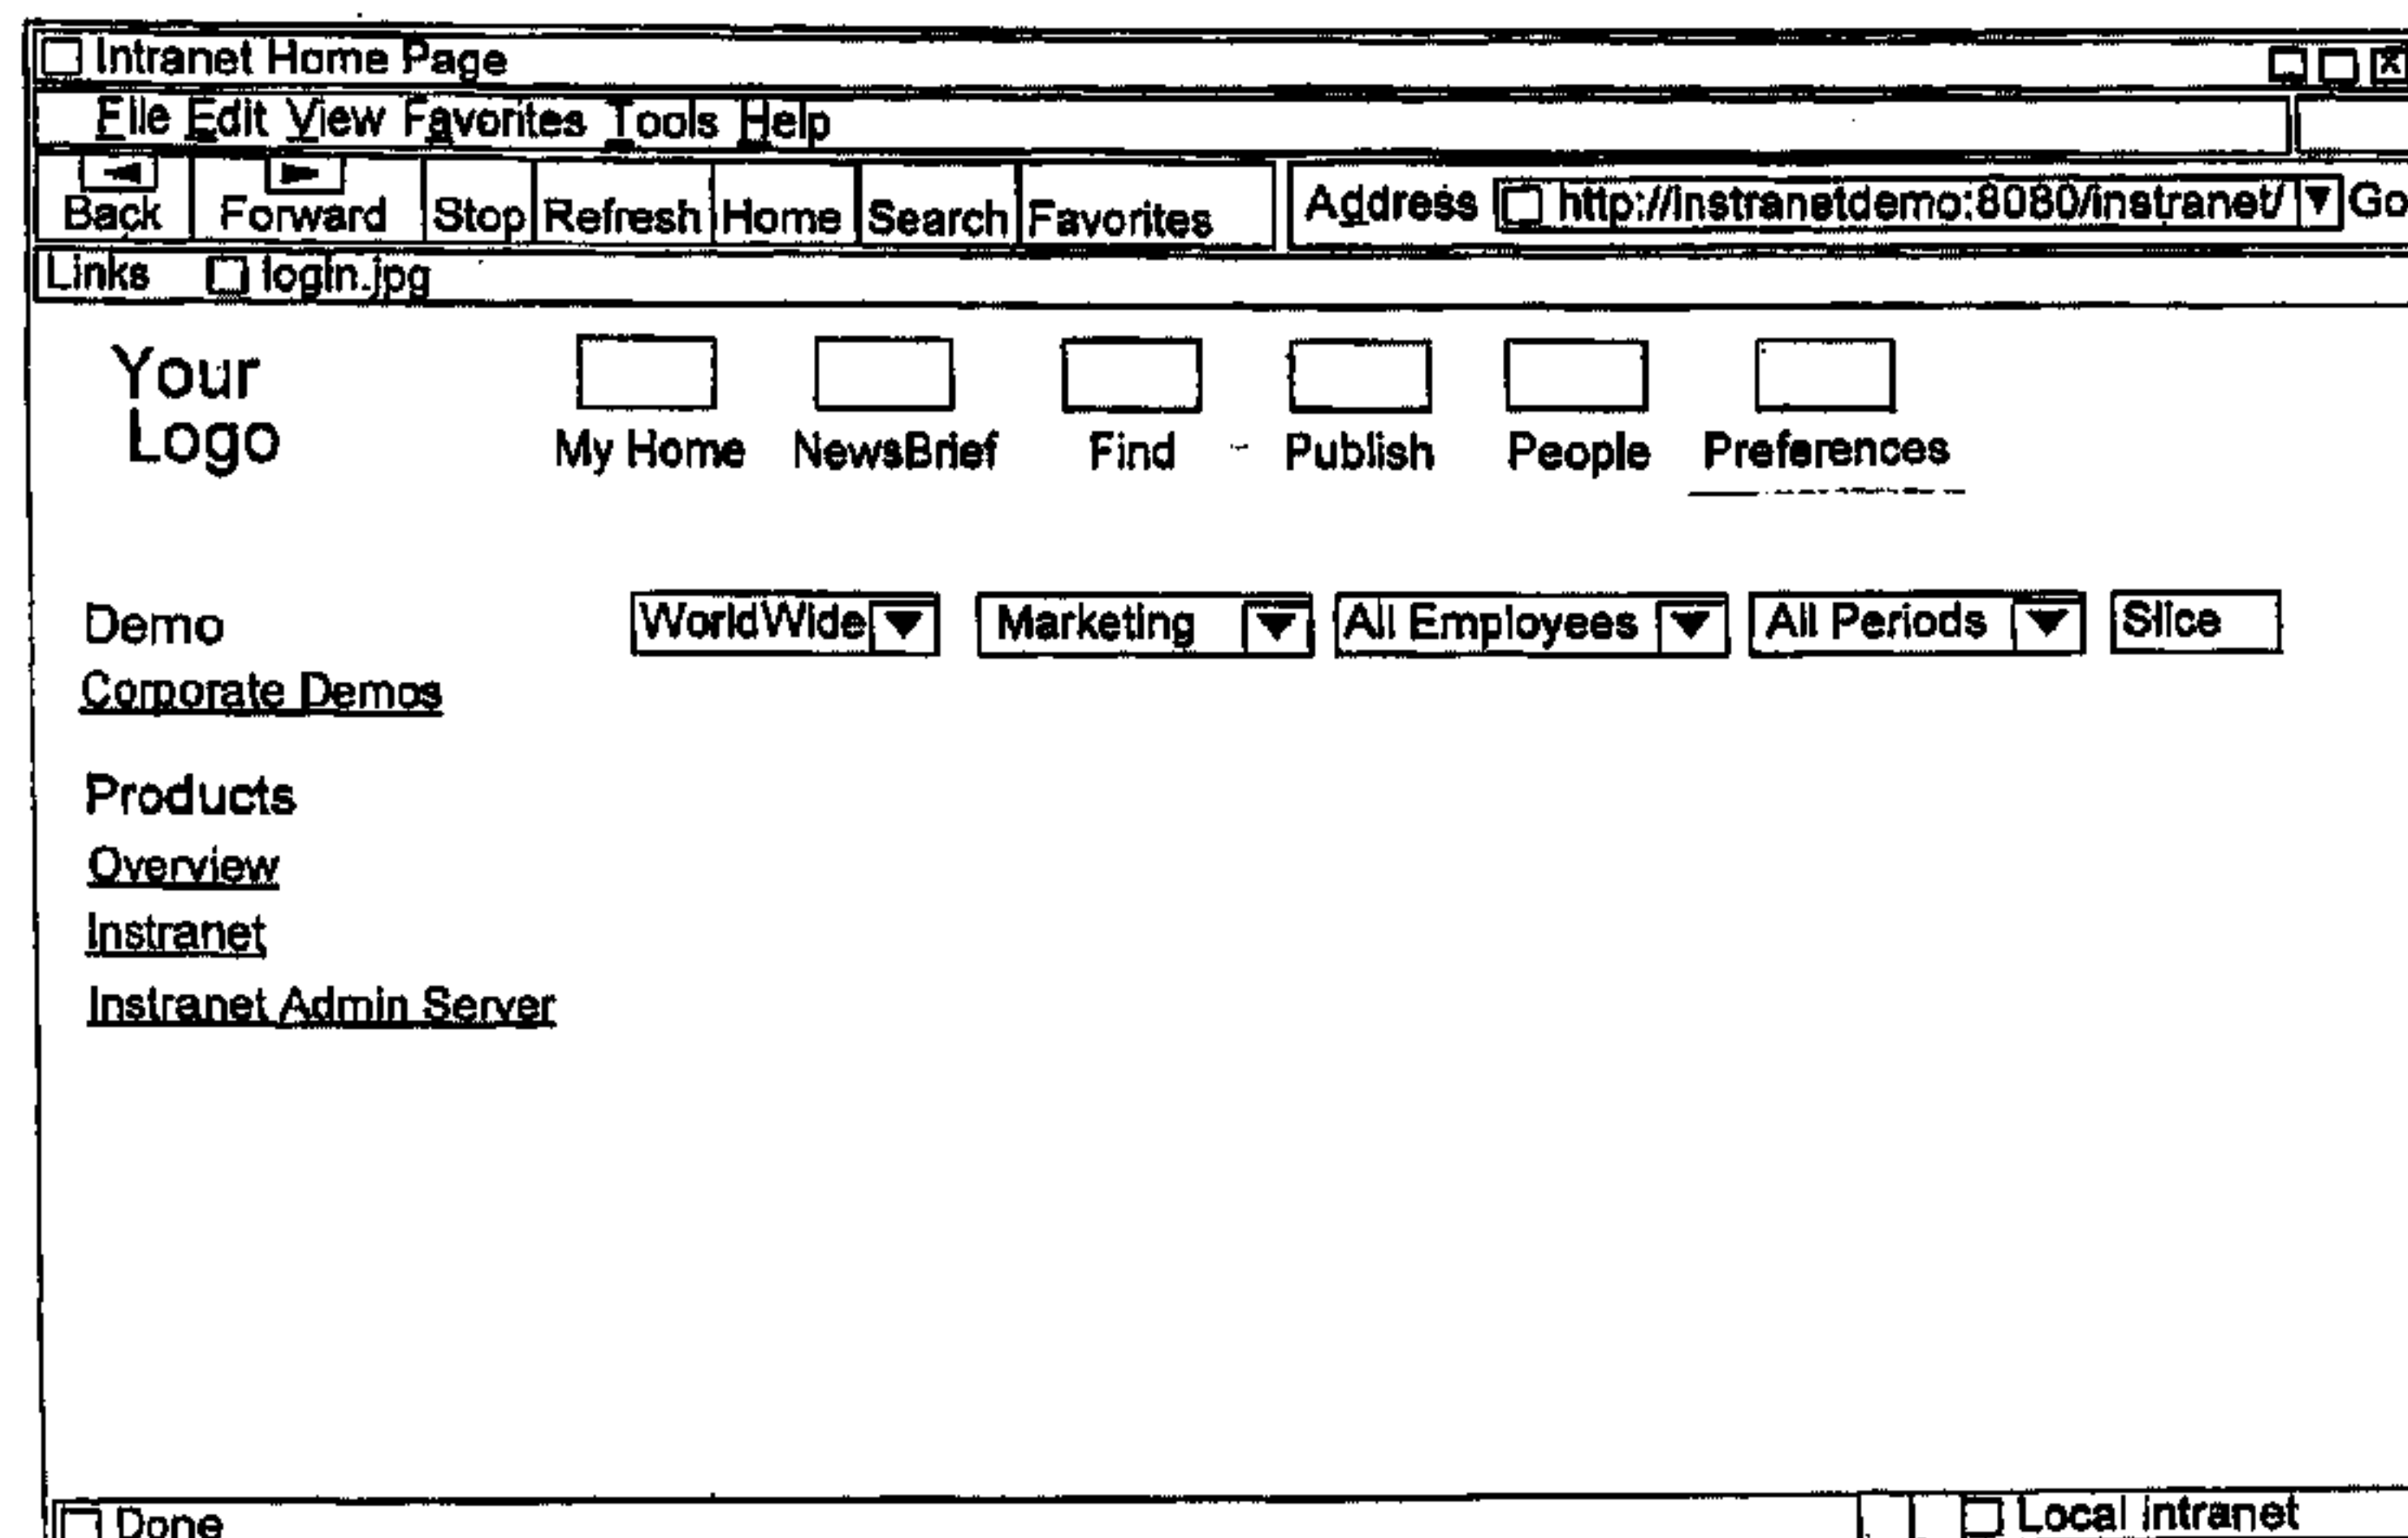 Intranet Home Page
File Edit View Favorites Tools Help
Back Forward Stop Refresh Home Search Favorites Address http://instranetdemo:8080/instranet/ Go
Links login.jpg
Your
Logo
My Home NewsBrief Find Publish People Preferences
Demo WorldWide Marketing All Employees All Periods Slice
Corporate Demos
Products
Overview
Instranet
Instranet Admin Server
Done Local intranet